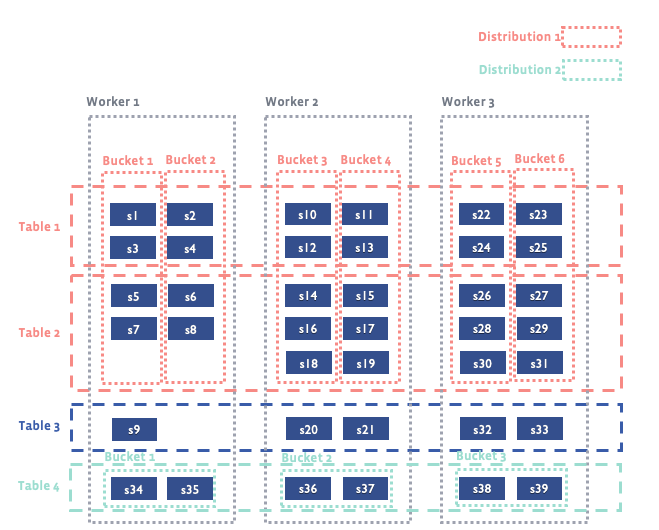 Distribution 1
Distribution 2
Worker 1 Worker 2 Worker 3
Bucket 1 Bucket 2 Bucket 3 Bucket 4 Bucket 5 Bucket 6
s1 s2 s10 s11 s22 s23
Table 1
s3 s4 s12 s13 s24 s25
s5 s6 s14 s15 s26 s27
Table 2
s7 s8 s16 s17 s28 s29
s18 s19 s30 s31
Table 3 s9 s20 s21 s32 s33
Bucket 1 Bucket 2 Bucket 3
Table 4 s34 s35 s36 s37 s38 s39